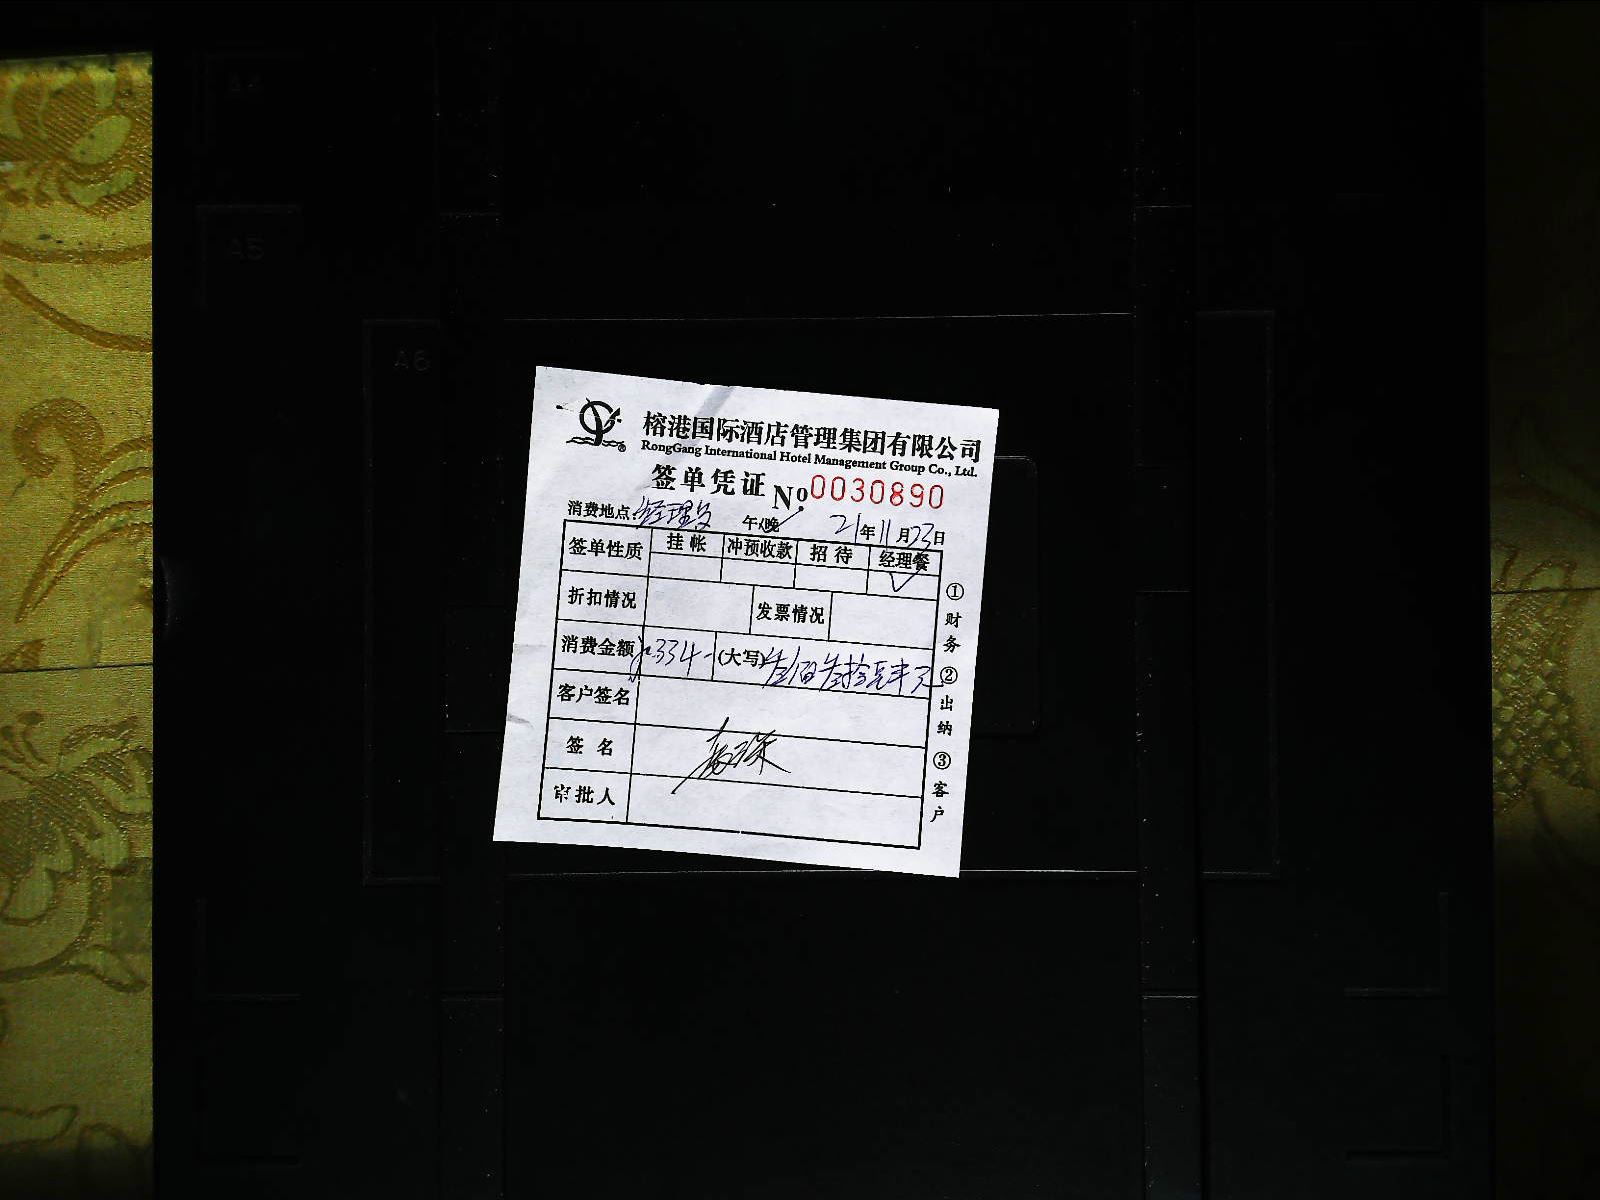 A4
A5
A6
榕港国际酒店管理集团有限公司
RongGang International Hotel Management Group Co., Ltd.
签单凭证 No. 0030890
消费地点: 经理 午/晚 21年11月23日
签单性质 挂帐 冲预收款 招待 经理餐
✓
折扣情况 发票情况
消费金额 334- (大写) 叁佰叁拾肆元
客户签名
签名
审批人
①财务 ②出纳 ③客户